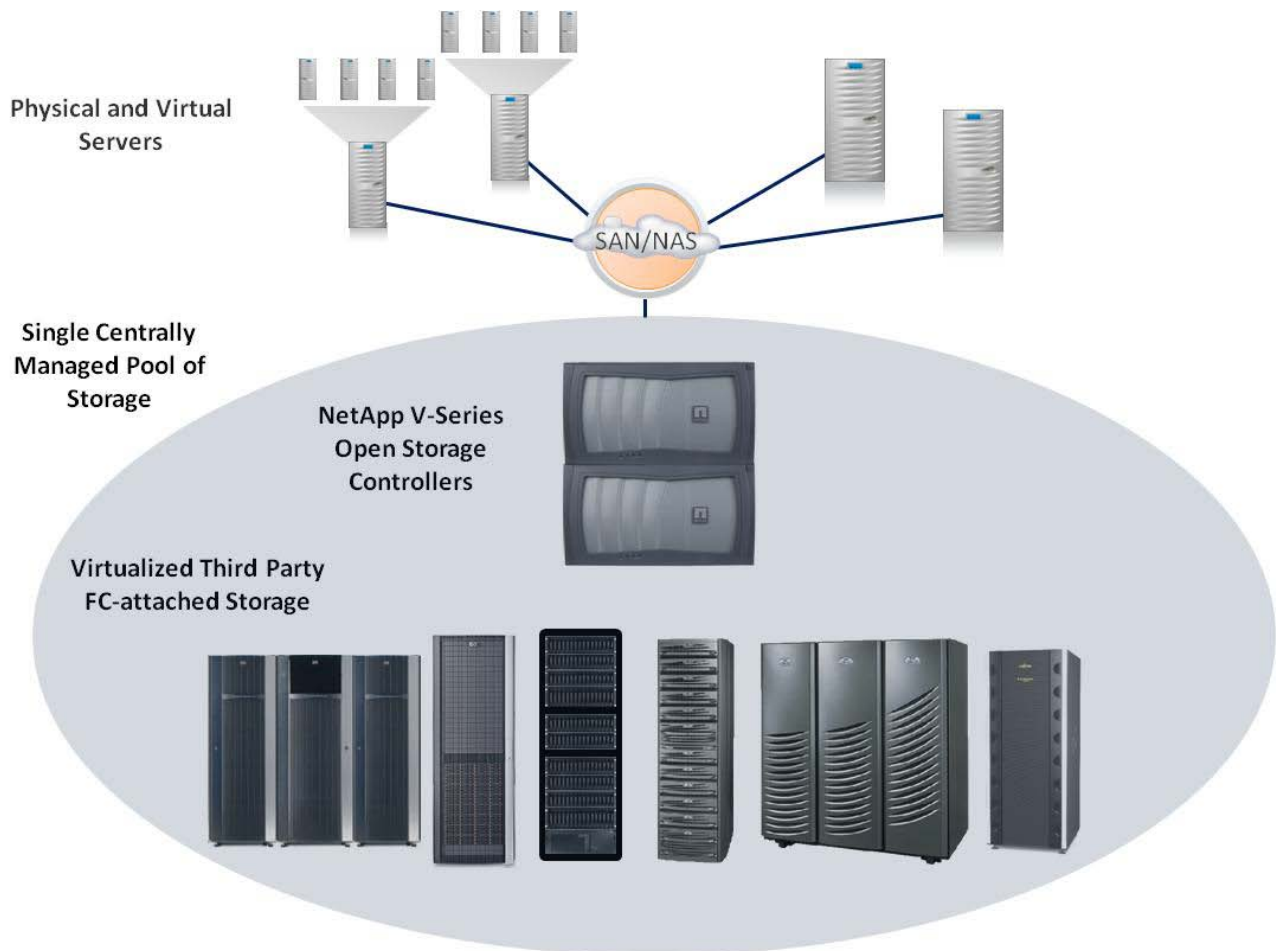 Physical and Virtual
Servers
SAN/NAS
Single Centrally
Managed Pool of
Storage
NetApp V-Series
Open Storage
Controllers
Virtualized Third Party
FC-attached Storage